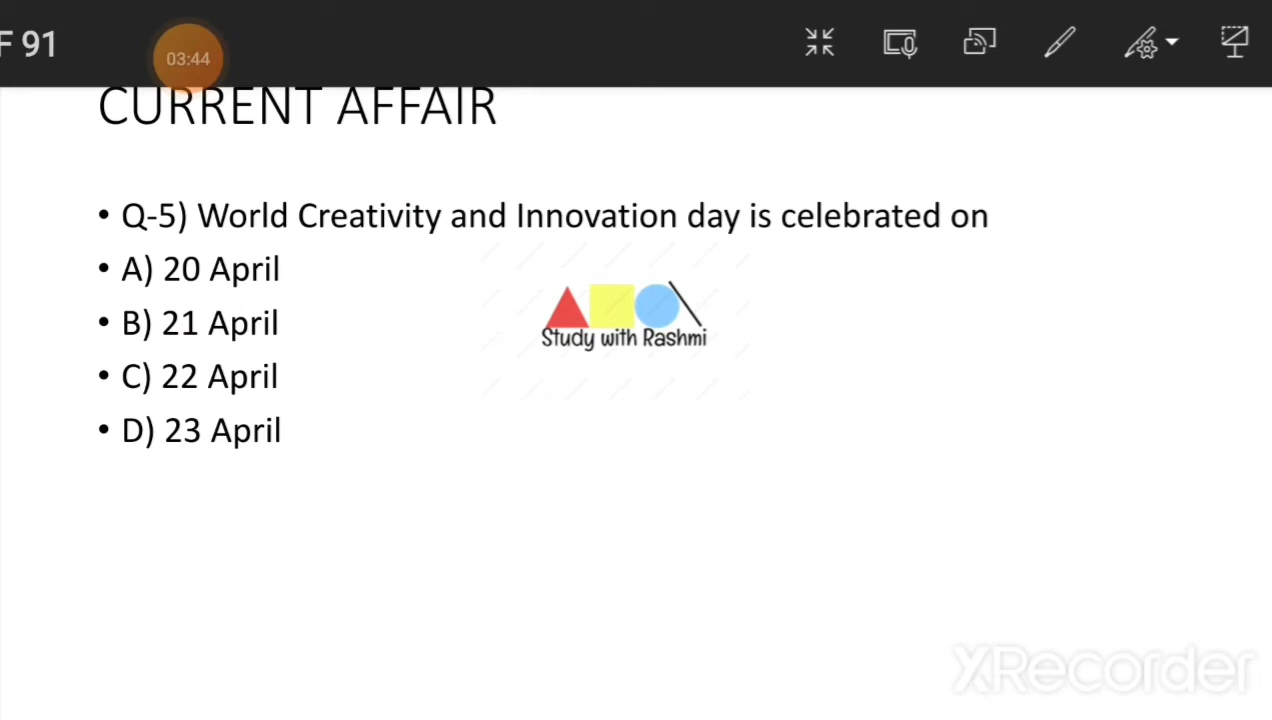 F 91
03:44
CURRENT AFFAIR
• Q-5) World Creativity and Innovation day is celebrated on
• A) 20 April
• B) 21 April
• C) 22 April
• D) 23 April
Study with Rashmi
XRecorder